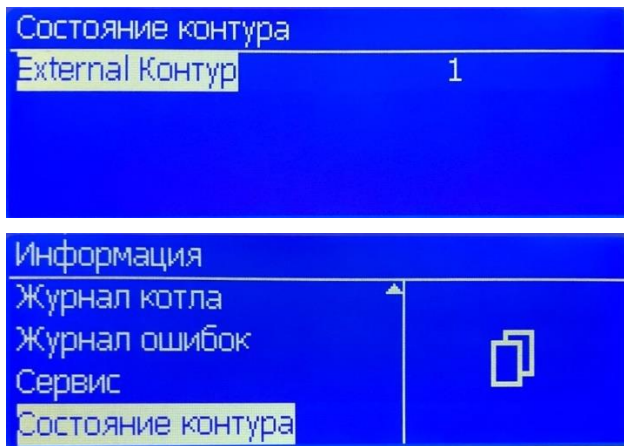 Состояние контура
External Контур 1
Информация
Журнал котла
Журнал ошибок
Сервис
Состояние контура